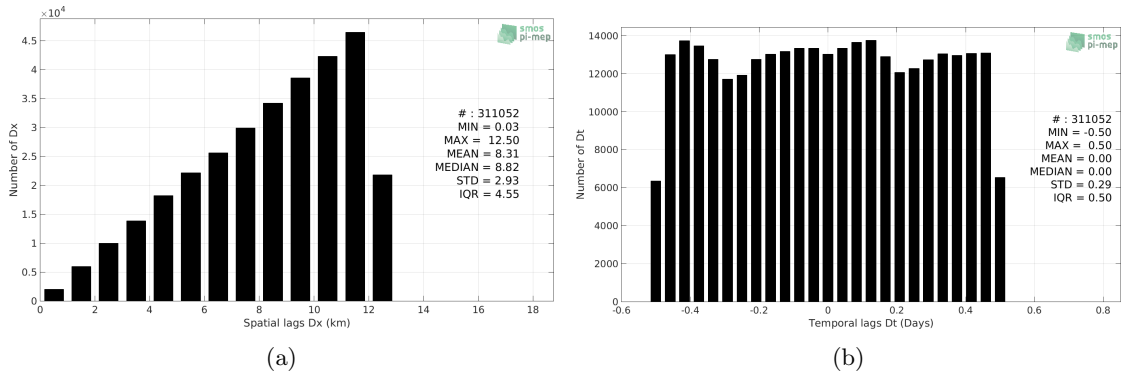 ×10⁴
4.5
4
3.5
3
2.5
2
1.5
1
0.5
0
Number of Dx
0 2 4 6 8 10 12 14 16 18
Spatial lags Dx (km)
smos
pi-mep
# : 311052
MIN = 0.03
MAX = 12.50
MEAN = 8.31
MEDIAN = 8.82
STD = 2.93
IQR = 4.55
(a)
14000
12000
10000
8000
6000
4000
2000
0
Number of Dt
-0.6 -0.4 -0.2 0 0.2 0.4 0.6 0.8
Temporal lags Dt (Days)
smos
pi-mep
# : 311052
MIN = -0.50
MAX = 0.50
MEAN = 0.00
MEDIAN = 0.00
STD = 0.29
IQR = 0.50
(b)